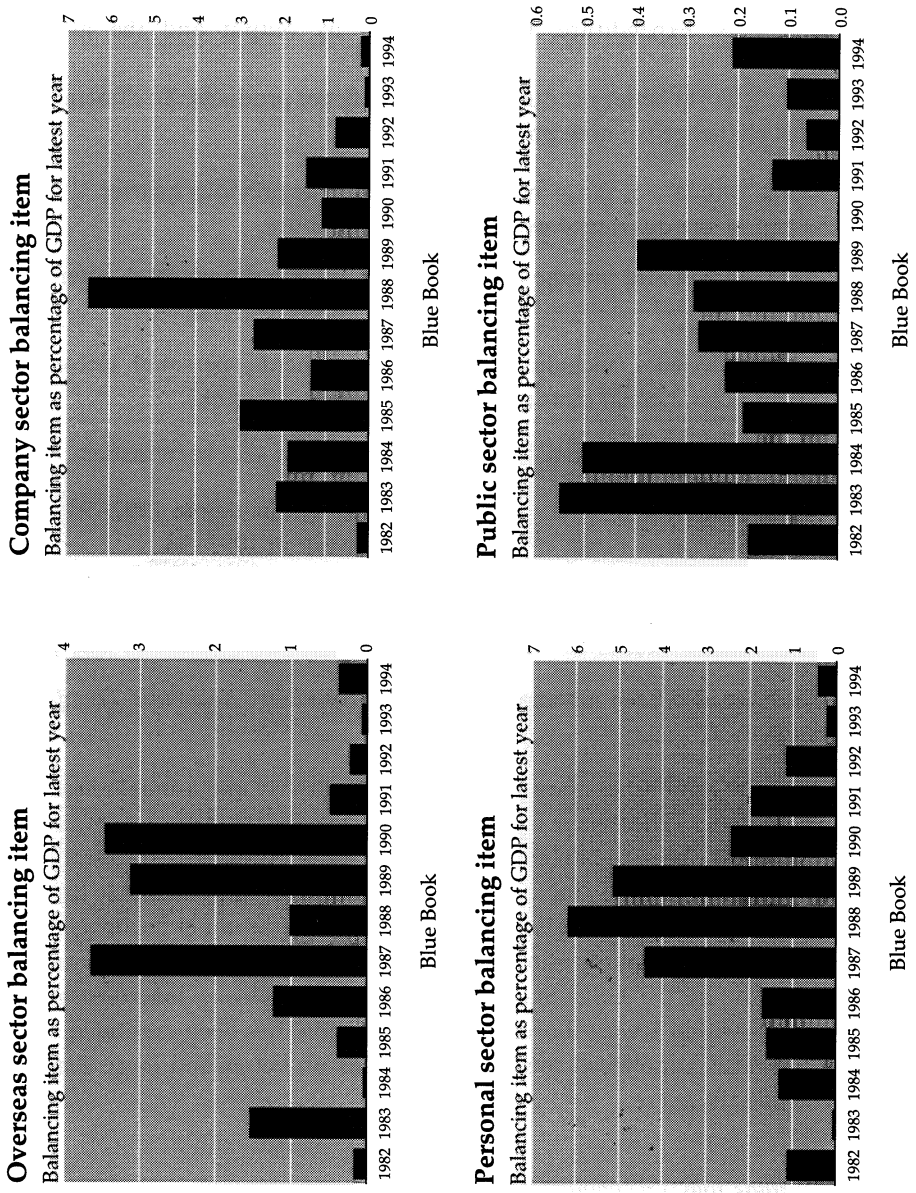 Overseas sector balancing item
Balancing item as percentage of GDP for latest year
4
3
2
1
0
1982 1983 1984 1985 1986 1987 1988 1989 1990 1991 1992 1993 1994
Blue Book
Company sector balancing item
Balancing item as percentage of GDP for latest year
7
6
5
4
3
2
1
0
1982 1983 1984 1985 1986 1987 1988 1989 1990 1991 1992 1993 1994
Blue Book
Personal sector balancing item
Balancing item as percentage of GDP for latest year
7
6
5
4
3
2
1
0
1982 1983 1984 1985 1986 1987 1988 1989 1990 1991 1992 1993 1994
Blue Book
Public sector balancing item
Balancing item as percentage of GDP for latest year
0.6
0.5
0.4
0.3
0.2
0.1
0.0
1982 1983 1984 1985 1986 1987 1988 1989 1990 1991 1992 1993 1994
Blue Book